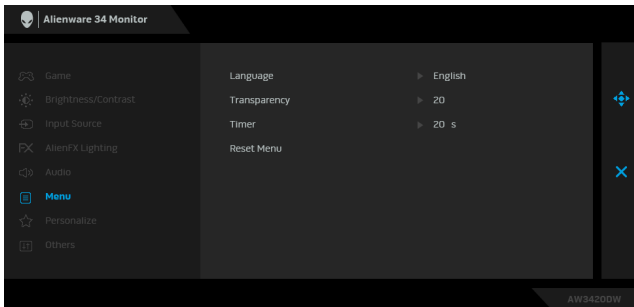 Alienware 34 Monitor
Game
Brightness/Contrast
Input Source
FX AlienFX Lighting
Audio
Menu
Personalize
Others
Language English
Transparency 20
Timer 20 s
Reset Menu
AW3420DW